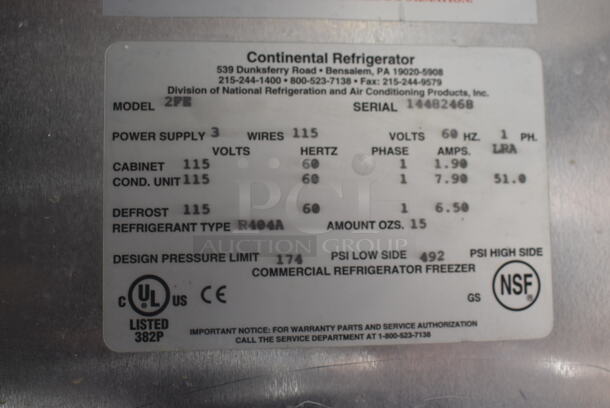 Continental Refrigerator
539 Dunksferry Road • Bensalem, PA 19020-5908
215-244-1400 • 800-523-7138 • Fax: 215-244-9579
Division of National Refrigeration and Air Conditioning Products, Inc.
MODEL 2FE SERIAL 14482468
POWER SUPPLY 3 WIRES 115 VOLTS 60 HZ. 1 PH.
VOLTS HERTZ PHASE AMPS. LRA
CABINET 115 60 1 1.90
COND. UNIT 115 60 1 7.90 51.0
DEFROST 115 60 1 6.50
REFRIGERANT TYPE R404A AMOUNT OZS. 15
PCI
AUCTION GROUP
DESIGN PRESSURE LIMIT 174 PSI LOW SIDE 492 PSI HIGH SIDE
COMMERCIAL REFRIGERATOR FREEZER
C UL US CE GS NSF
LISTED
382P
IMPORTANT NOTICE: FOR WARRANTY PARTS AND SERVICE AUTHORIZATION
CALL THE SERVICE DEPARTMENT AT 1-800-523-7138